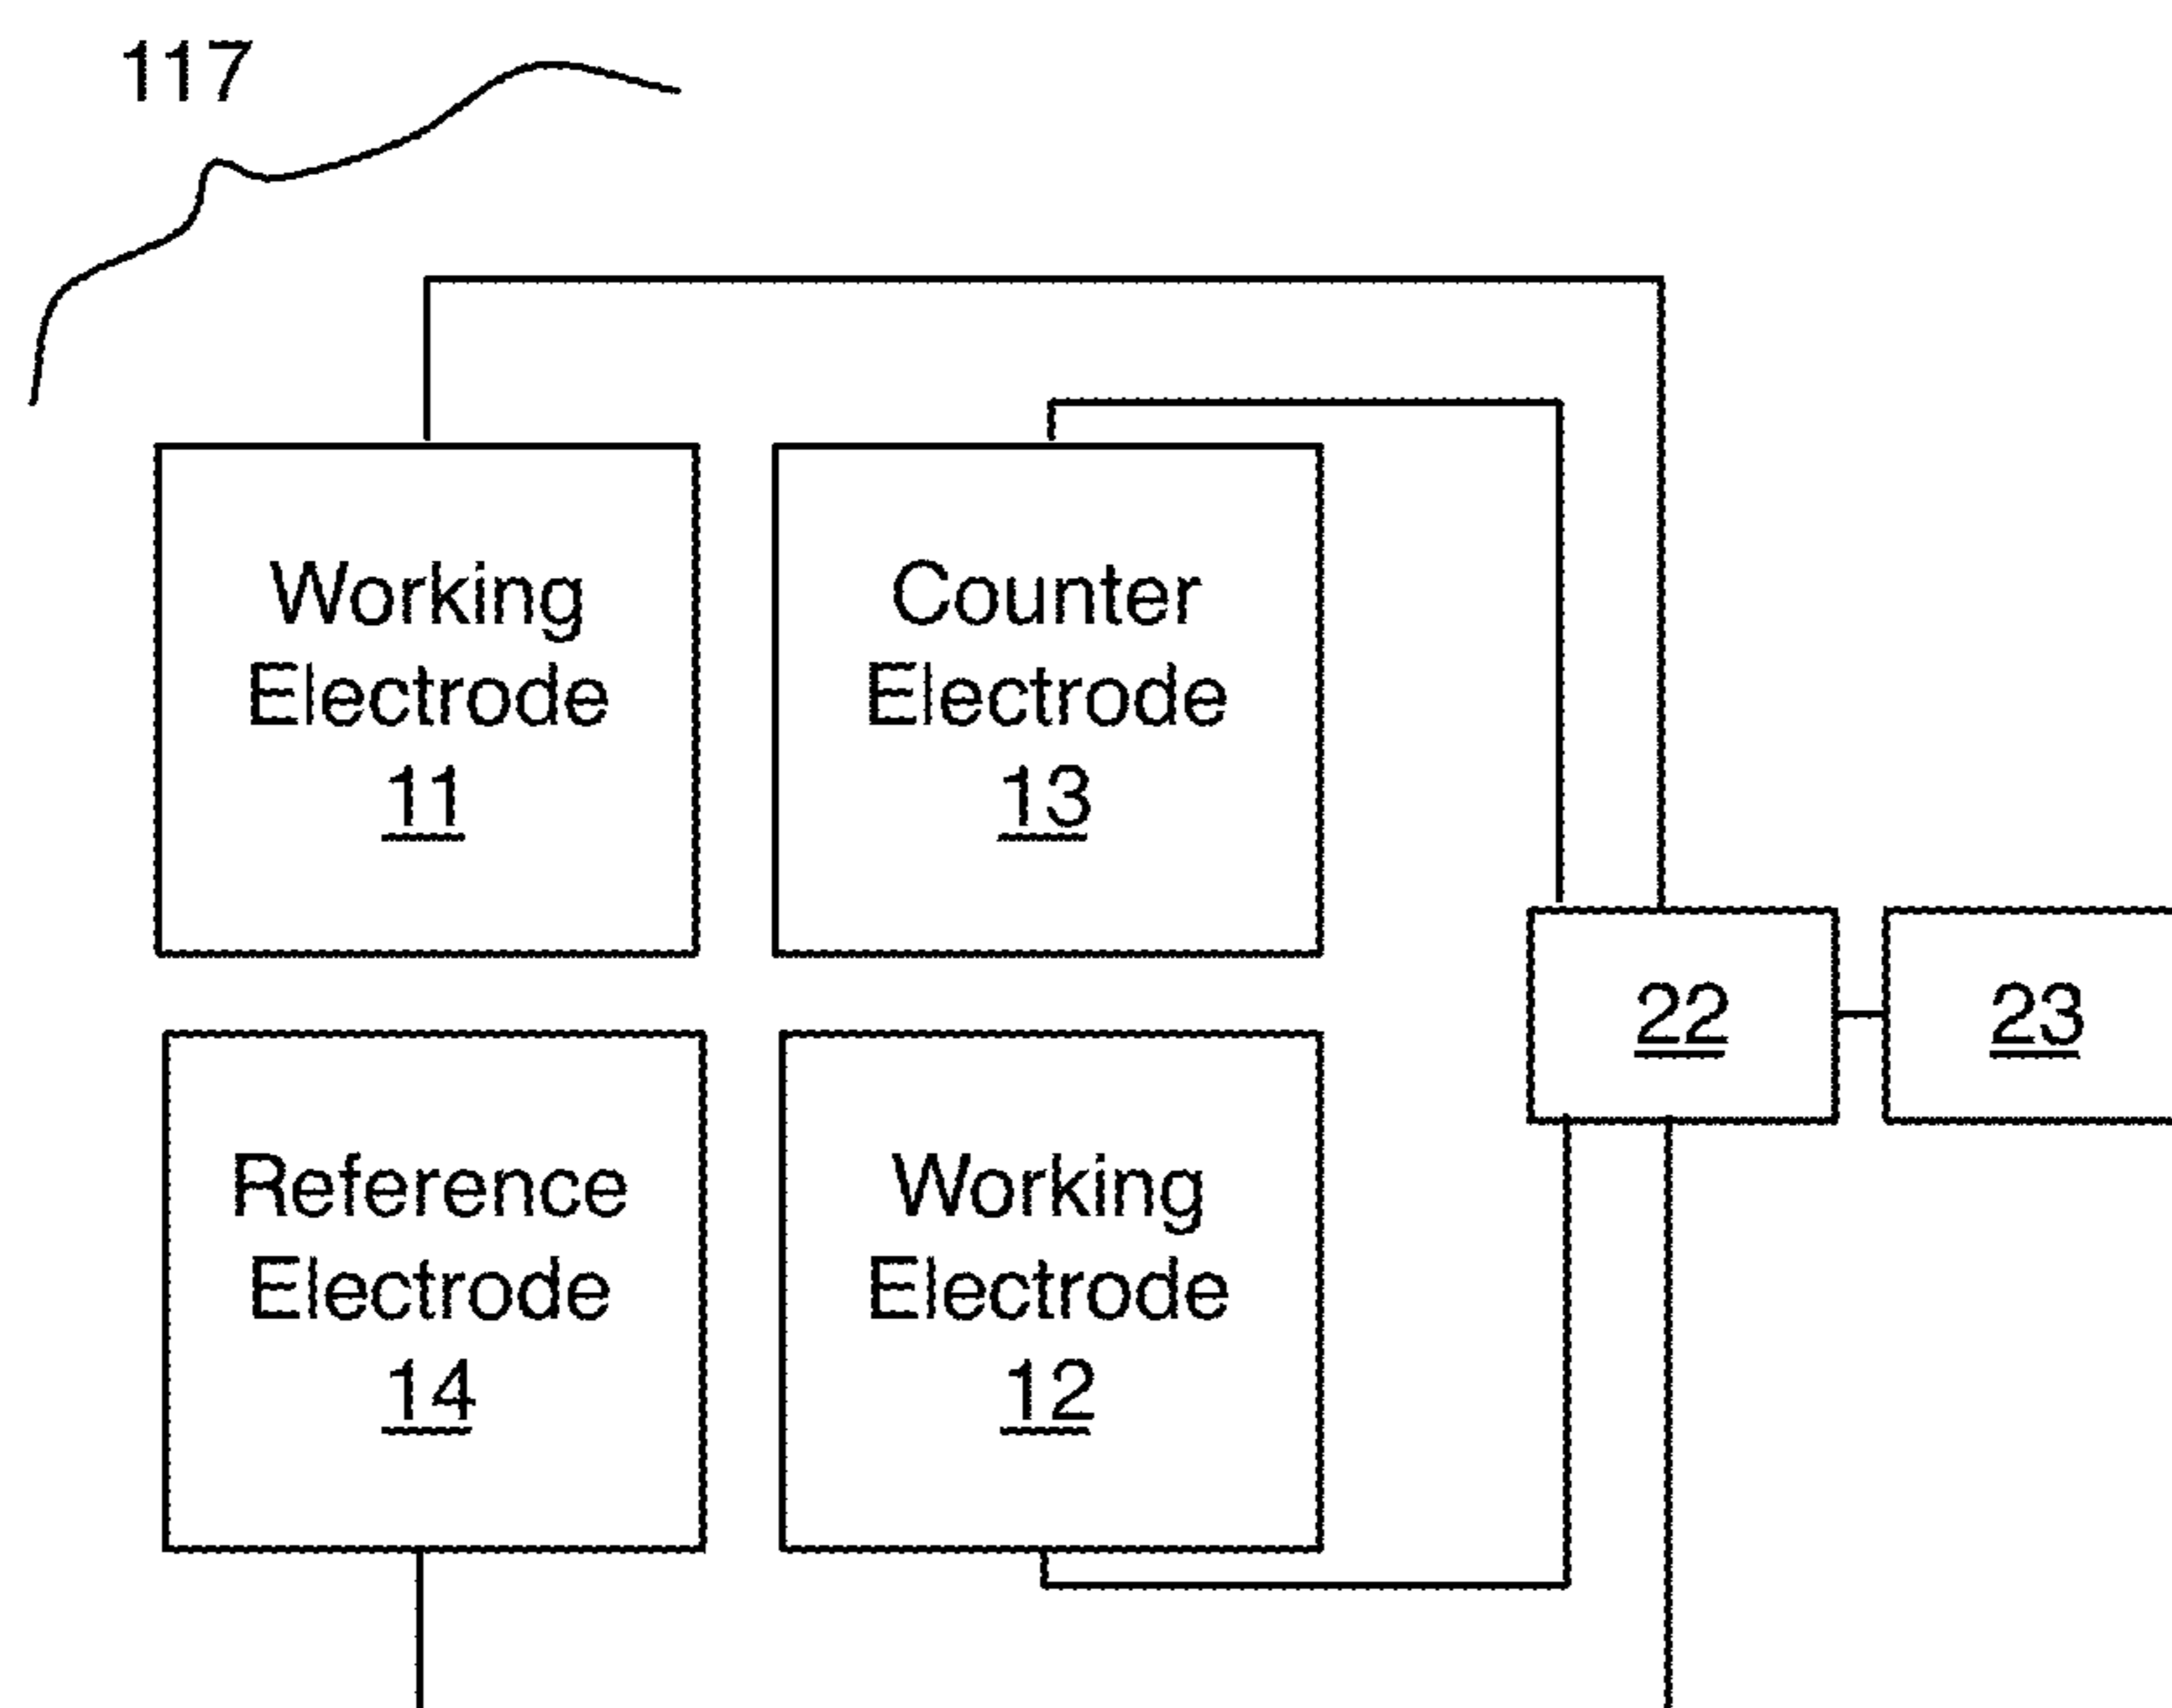 117
Working
Electrode
11
Counter
Electrode
13
22
23
Reference
Electrode
14
Working
Electrode
12